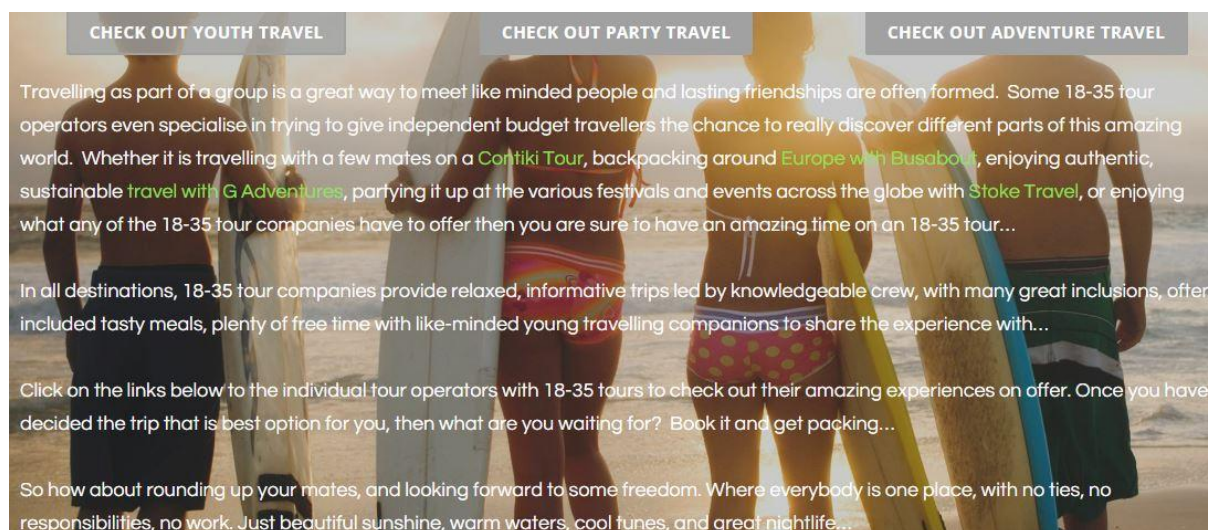 CHECK OUT YOUTH TRAVEL CHECK OUT PARTY TRAVEL CHECK OUT ADVENTURE TRAVEL
Travelling as part of a group is a great way to meet like minded people and lasting friendships are often formed.  Some 18-35 tour
operators even specialise in trying to give independent budget travellers the chance to really discover different parts of this amazing
world.  Whether it is travelling with a few mates on a Contiki Tour, backpacking around Europe with Busabout, enjoying authentic,
sustainable travel with G Adventures, partying it up at the various festivals and events across the globe with Stoke Travel, or enjoying
what any of the 18-35 tour companies have to offer then you are sure to have an amazing time on an 18-35 tour...
In all destinations, 18-35 tour companies provide relaxed, informative trips led by knowledgeable crew, with many great inclusions, often
included tasty meals, plenty of free time with like-minded young travelling companions to share the experience with...
Click on the links below to the individual tour operators with 18-35 tours to check out their amazing experiences on offer. Once you have
decided the trip that is best option for you, then what are you waiting for?  Book it and get packing...
So how about rounding up your mates, and looking forward to some freedom. Where everybody is one place, with no ties, no
responsibilities, no work. Just beautiful sunshine, warm waters, cool tunes, and great nightlife...